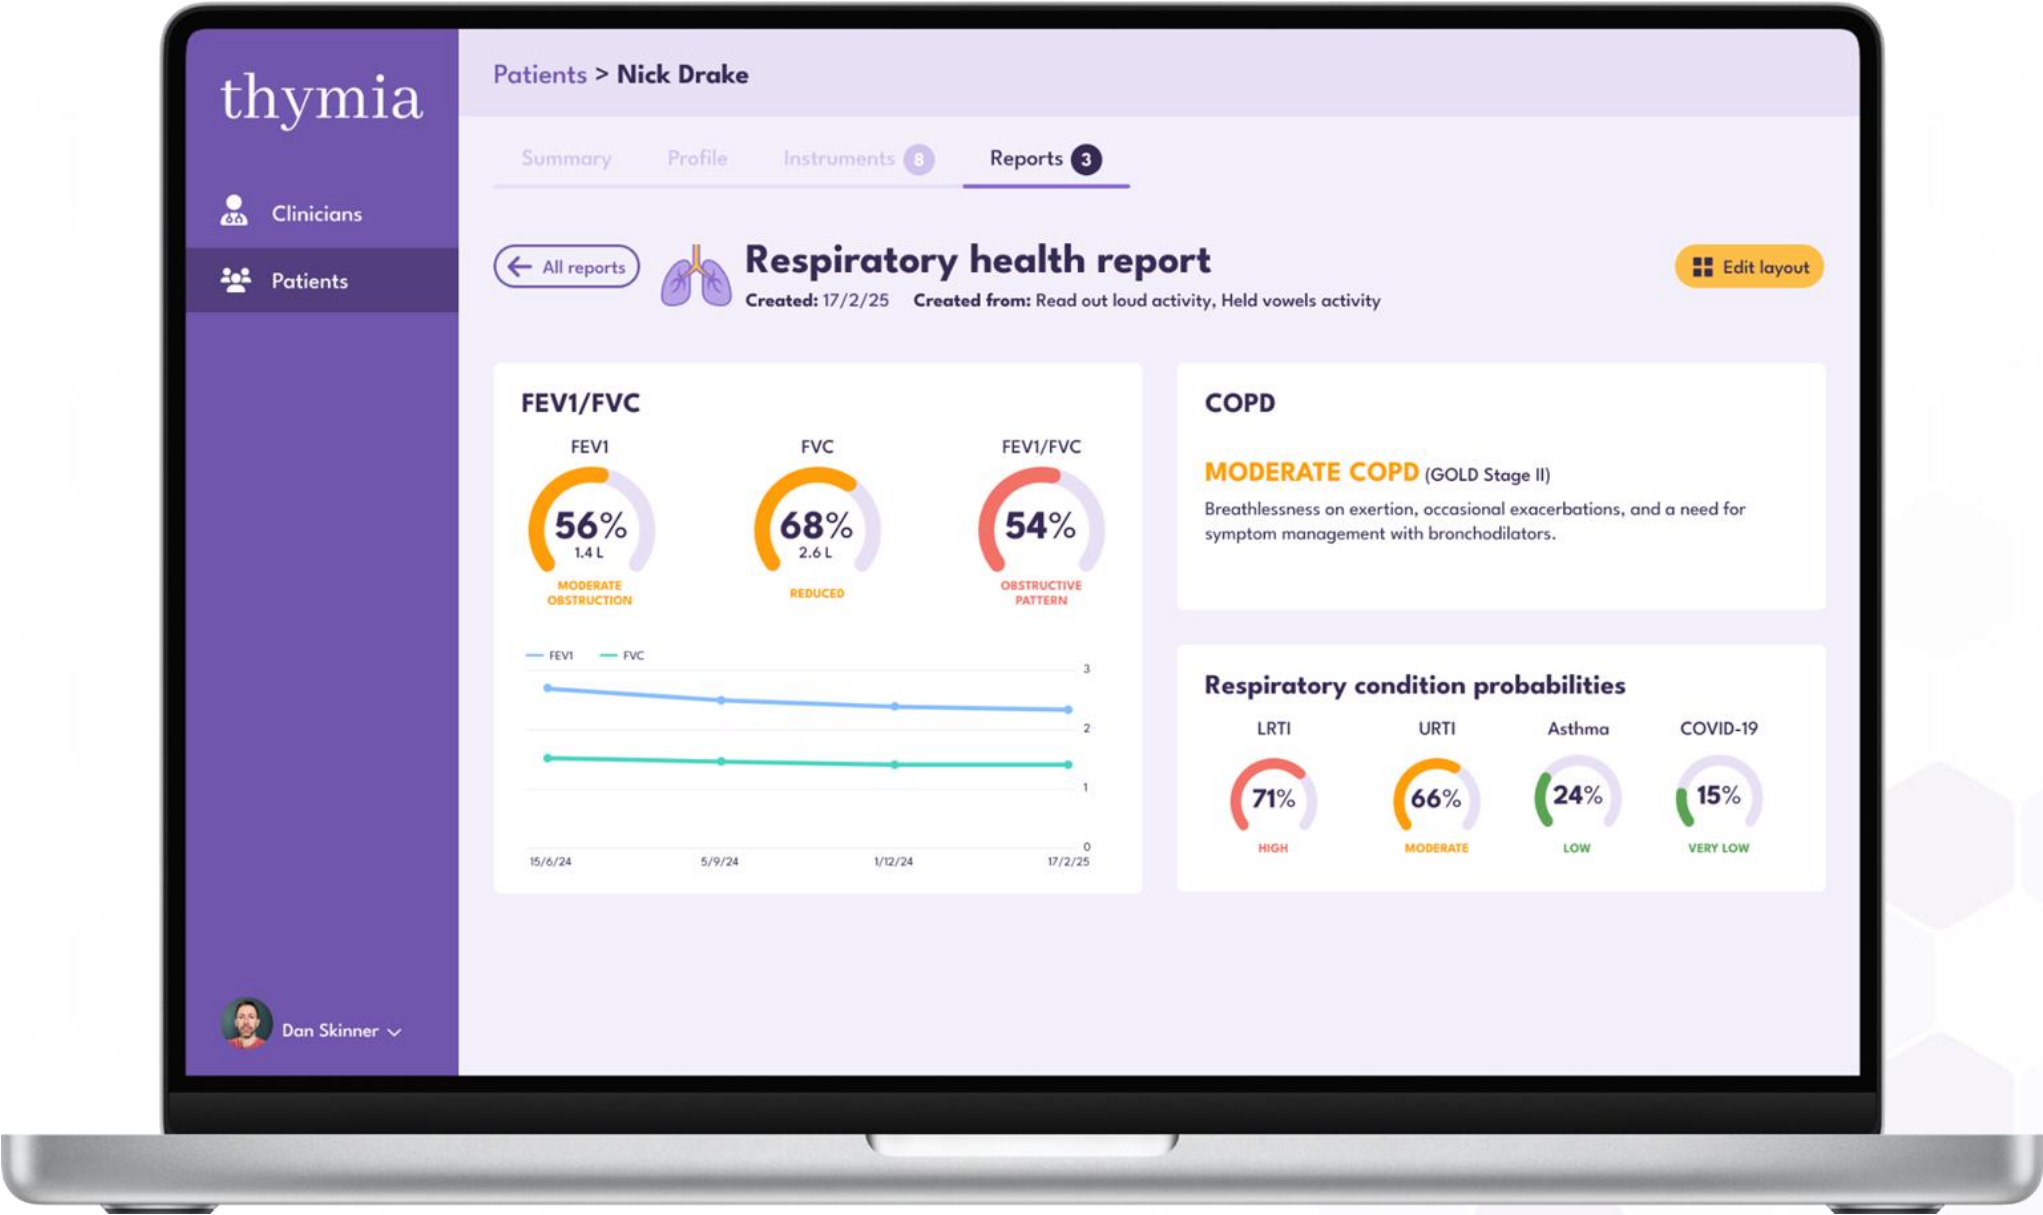 thymia
Clinicians
Patients
Dan Skinner
Patients > Nick Drake
Summary Profile Instruments 8 Reports 3
All reports
Respiratory health report
Created: 17/2/25 Created from: Read out loud activity, Held vowels activity
Edit layout
FEV1/FVC
FEV1 FVC FEV1/FVC
56% 68% 54%
1.4 L 2.6 L
MODERATE
OBSTRUCTION
REDUCED
OBSTRUCTIVE
PATTERN
FEV1 FVC
3
2
1
0
15/6/24 5/9/24 1/12/24 17/2/25
COPD
MODERATE COPD (GOLD Stage II)
Breathlessness on exertion, occasional exacerbations, and a need for
symptom management with bronchodilators.
Respiratory condition probabilities
LRTI URTI Asthma COVID-19
71% 66% 24% 15%
HIGH MODERATE LOW VERY LOW